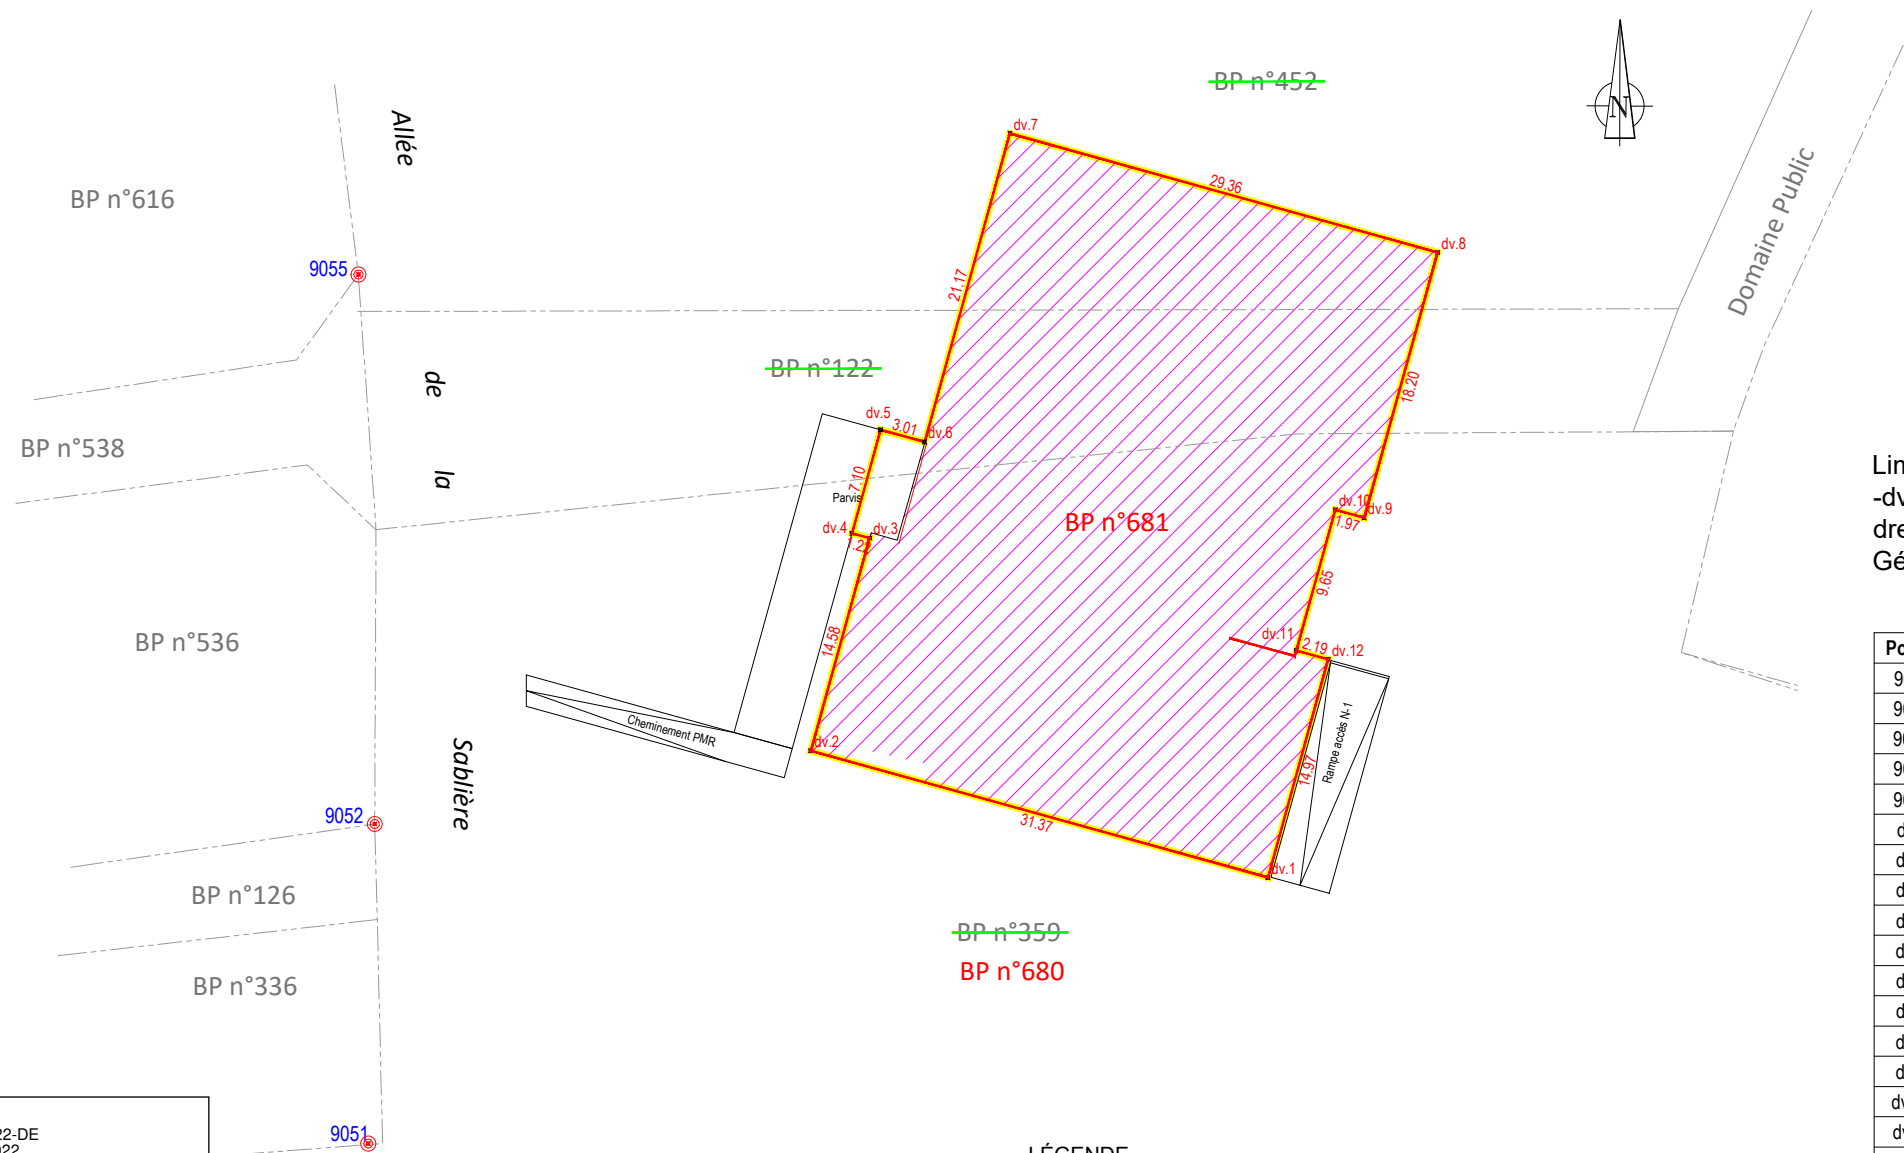 BP n°452
N
dv.7
Allée
BP n°616
29.36
Domaine Public
dv.8
9055
21.17
BP n°122
de
18.20
dv.5
3.01
dv.6
BP n°538
la
7.10
Parvis
dv.10
dv.9
1.97
BP n°681
dv.4
dv.3
9.65
BP n°536
14.58
dv.11
2.19
dv.12
Cheminement PMR
dv.2
Rampe accés N-1
14.97
Sablière
9052
31.37
dv.1
BP n°126
BP n°359
BP n°680
BP n°336
9051
22-DE
LÉGENDE